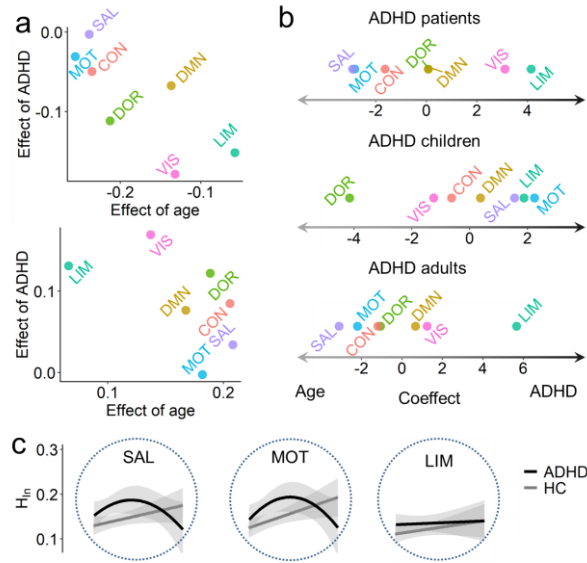 a
0.0
-0.1
Effect of ADHD
SAL
MOT
CON
DMN
DOR
LIM
VIS
-0.2
-0.1
Effect of age
0.1
0.0
Effect of ADHD
VIS
LIM
DOR
DMN
CON
MOT
SAL
0.1
0.2
Effect of age
b
ADHD patients
SAL
MOT
CON
DOR
DMN
VIS
LIM
-2 0 2 4
ADHD children
DOR
VIS
CON
DMN
SAL
LIM
MOT
-4 -2 0 2
ADHD adults
SAL
MOT
CON
DOR
DMN
VIS
LIM
-2 0 2 4 6
Age Coeffect ADHD
c
H_In
0.3
0.2
0.1
SAL
MOT
LIM
ADHD
HC